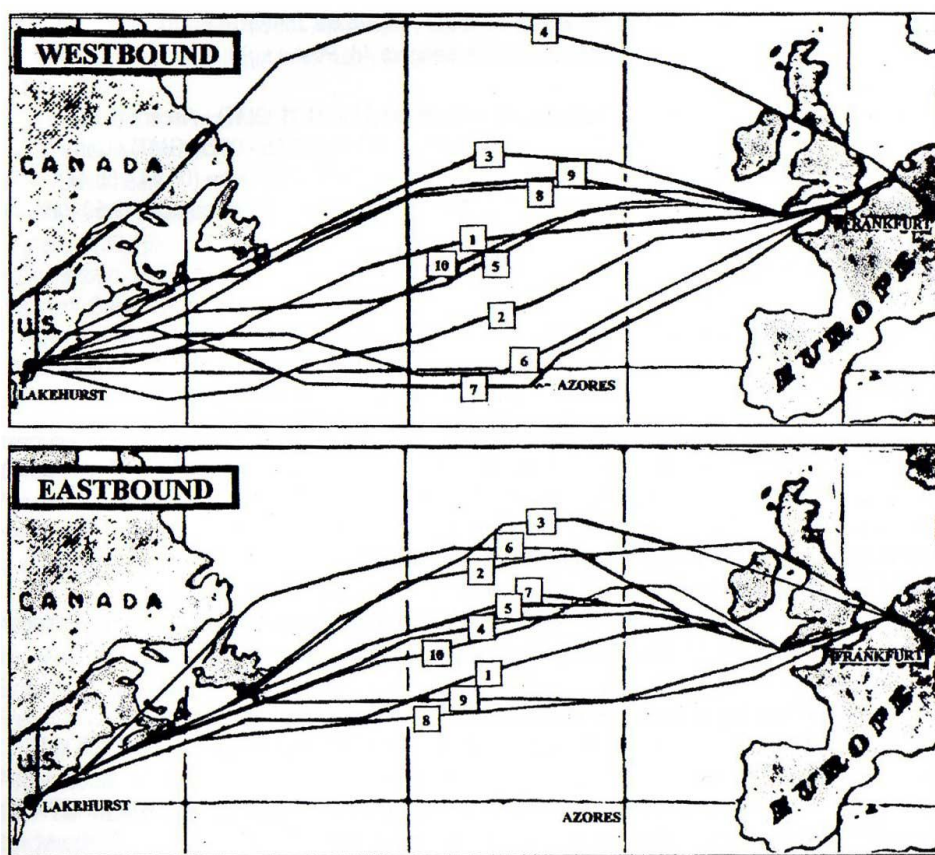 WESTBOUND
4
CANADA
3
9
8
1
FRANKFURT
10
5
2
U.S.
EUROPE
6
LAKEHURST
7
AZORES
EASTBOUND
3
6
2
CANADA
7
5
4
10
FRANKFURT
1
9
8
U.S.
EUROPE
LAKEHURST
AZORES